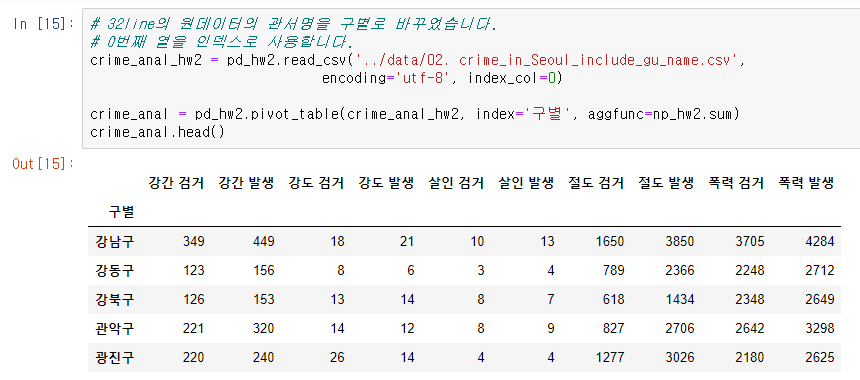 In [15]:
# 32line의 원데이터의 관서명을 구별로 바꾸었습니다.
# 0번째 열을 인덱스로 사용합니다.
crime_anal_hw2 = pd_hw2.read_csv('../data/02. crime_in_Seoul_include_gu_name.csv',
encoding='utf-8', index_col=0)
crime_anal = pd_hw2.pivot_table(crime_anal_hw2, index='구별', aggfunc=np_hw2.sum)
crime_anal.head()
Out[15]:
강간 검거 강간 발생 강도 검거 강도 발생 살인 검거 살인 발생 절도 검거 절도 발생 폭력 검거 폭력 발생
구별
강남구 349 449 18 21 10 13 1650 3850 3705 4284
강동구 123 156 8 6 3 4 789 2366 2248 2712
강북구 126 153 13 14 8 7 618 1434 2348 2649
관악구 221 320 14 12 8 9 827 2706 2642 3298
광진구 220 240 26 14 4 4 1277 3026 2180 2625